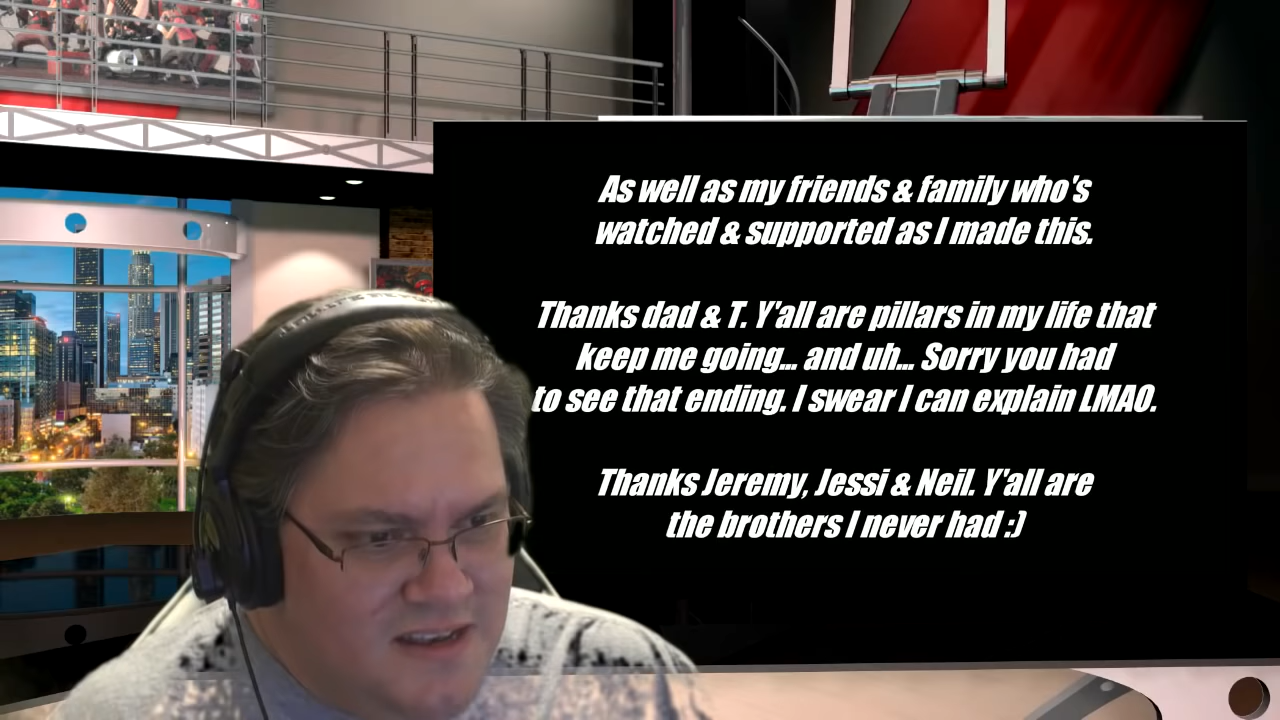 As well as my friends & family who's
watched & supported as I made this.
Thanks dad & T. Y'all are pillars in my life that
keep me going... and uh... Sorry you had
to see that ending. I swear I can explain LMAO.
Thanks Jeremy, Jessi & Neil. Y'all are
the brothers I never had :)